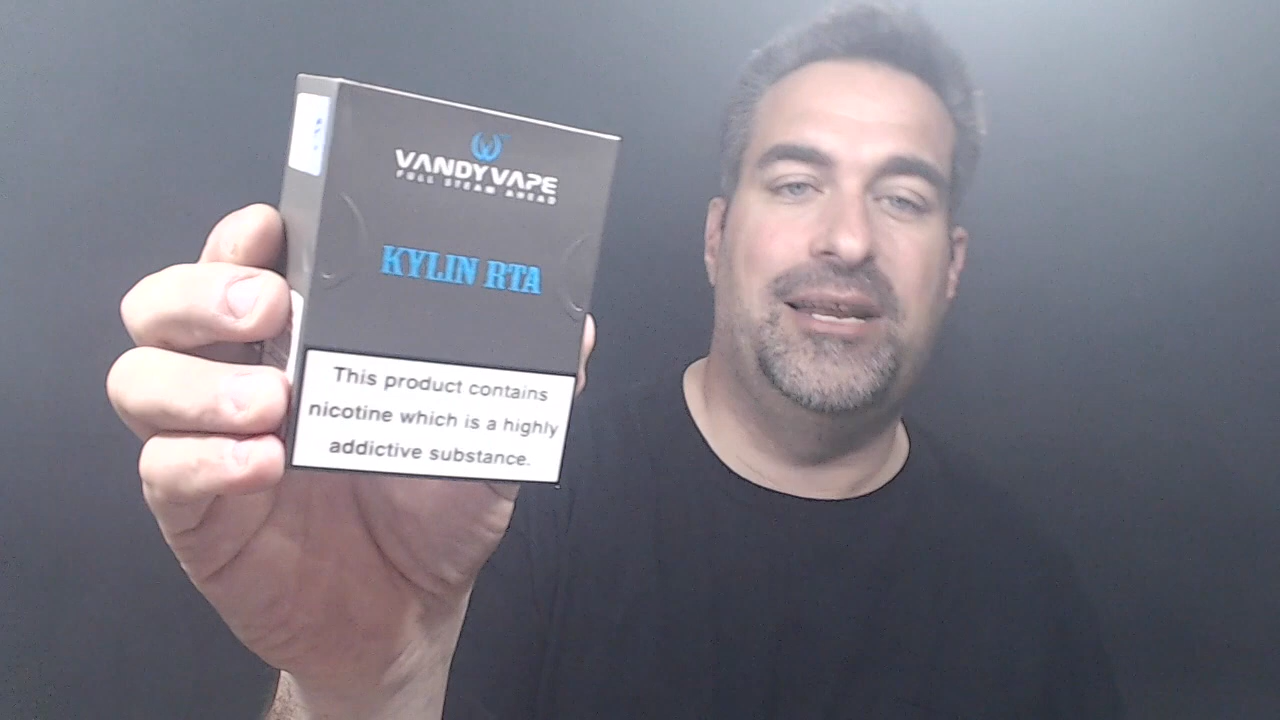 VANDYVAPE
FULL STEAM AHEAD
KYLIN RTA
This product contains
nicotine which is a highly
addictive substance.